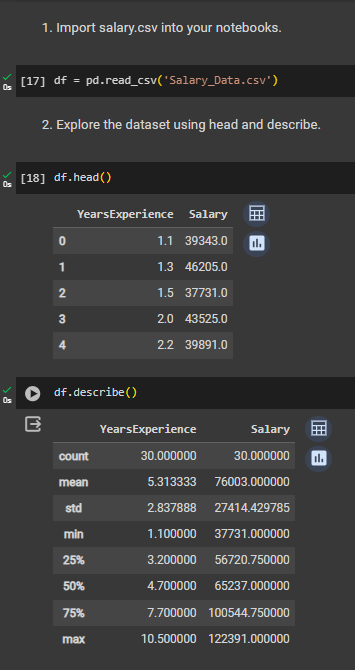 1. Import salary.csv into your notebooks.
[17] df = pd.read_csv('Salary_Data.csv')
0s
2. Explore the dataset using head and describe.
[18] df.head()
0s
YearsExperience Salary
0 1.1 39343.0
1 1.3 46205.0
2 1.5 37731.0
3 2.0 43525.0
4 2.2 39891.0
df.describe()
0s
YearsExperience Salary
count 30.000000 30.000000
mean 5.313333 76003.000000
std 2.837888 27414.429785
min 1.100000 37731.000000
25% 3.200000 56720.750000
50% 4.700000 65237.000000
75% 7.700000 100544.750000
max 10.500000 122391.000000